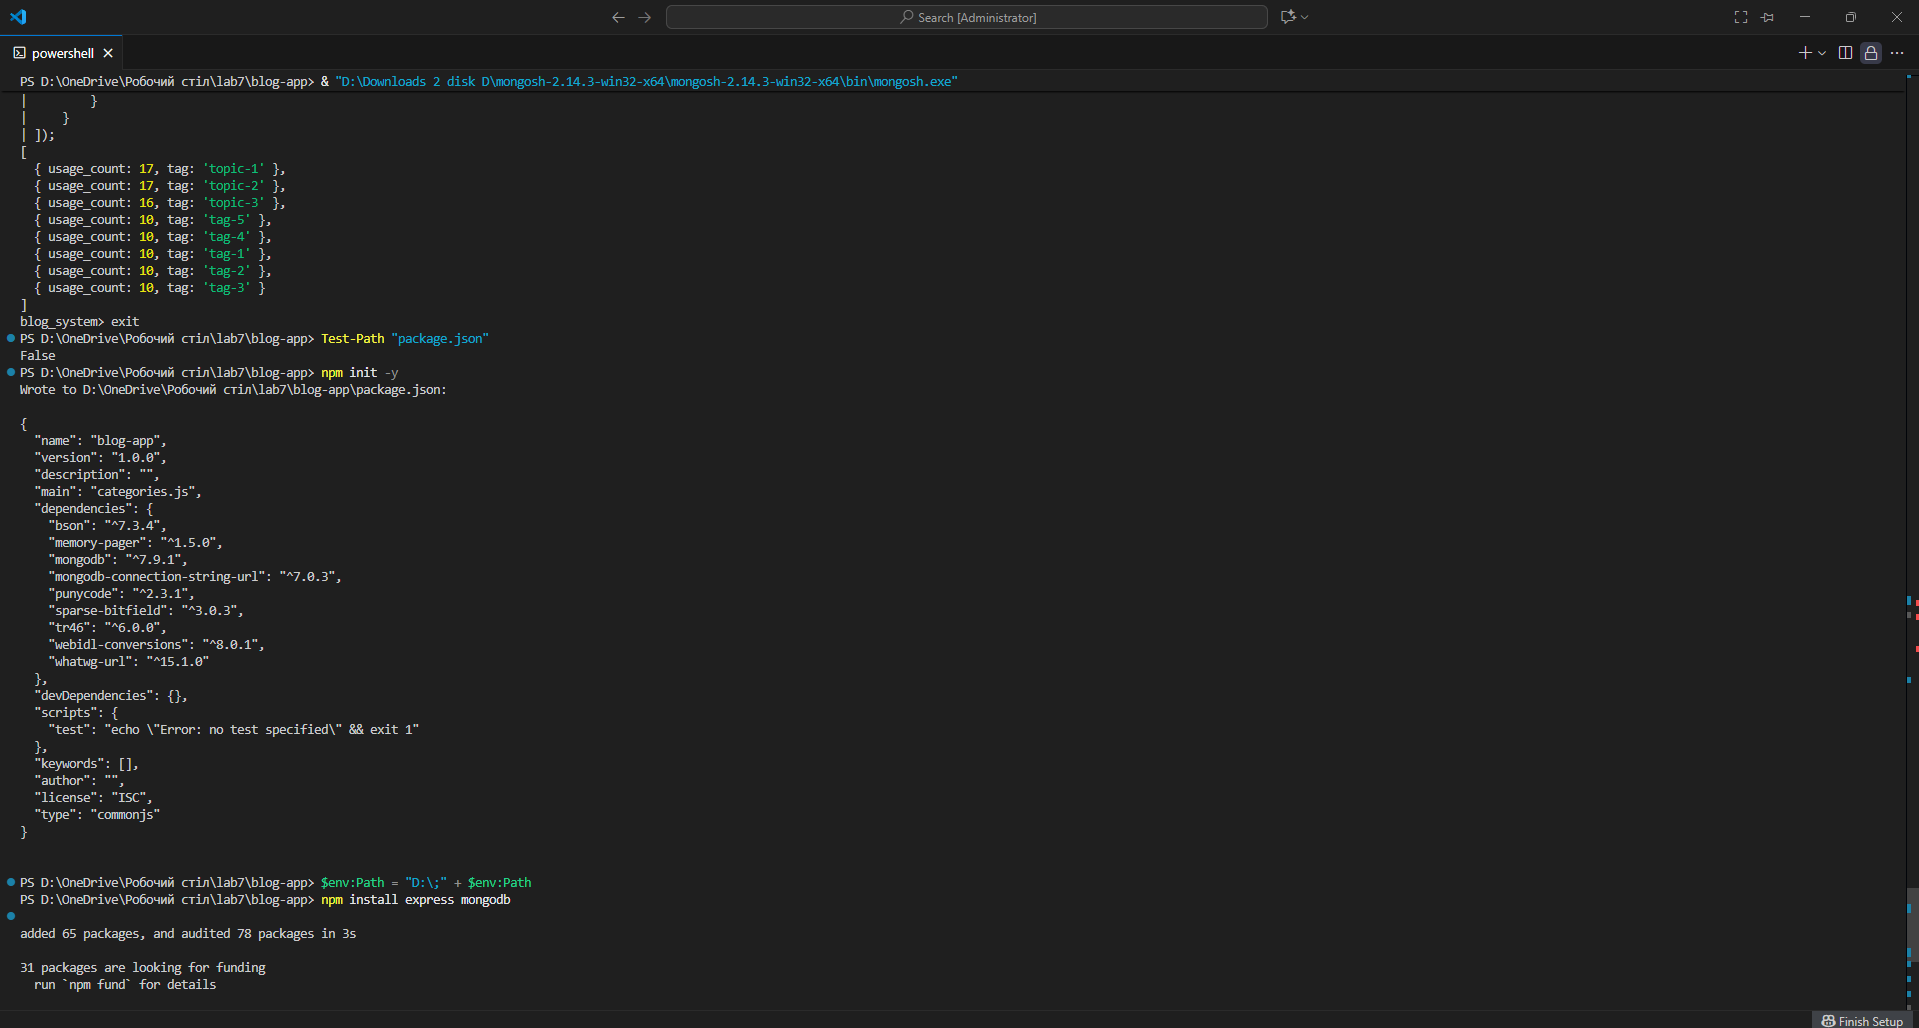 Search [Administrator]
powershell
PS D:\OneDrive\Робочий стіл\lab7\blog-app> & "D:\Downloads 2 disk D\mongosh-2.14.3-win32-x64\mongosh-2.14.3-win32-x64\bin\mongosh.exe"
|         }
|     }
| ]);
[
  { usage_count: 17, tag: 'topic-1' },
  { usage_count: 17, tag: 'topic-2' },
  { usage_count: 16, tag: 'topic-3' },
  { usage_count: 10, tag: 'tag-5' },
  { usage_count: 10, tag: 'tag-4' },
  { usage_count: 10, tag: 'tag-1' },
  { usage_count: 10, tag: 'tag-2' },
  { usage_count: 10, tag: 'tag-3' }
]
blog_system> exit
PS D:\OneDrive\Робочий стіл\lab7\blog-app> Test-Path "package.json"
False
PS D:\OneDrive\Робочий стіл\lab7\blog-app> npm init -y
Wrote to D:\OneDrive\Робочий стіл\lab7\blog-app\package.json:
{
  "name": "blog-app",
  "version": "1.0.0",
  "description": "",
  "main": "categories.js",
  "dependencies": {
    "bson": "^7.3.4",
    "memory-pager": "^1.5.0",
    "mongodb": "^7.9.1",
    "mongodb-connection-string-url": "^7.0.3",
    "punycode": "^2.3.1",
    "sparse-bitfield": "^3.0.3",
    "tr46": "^6.0.0",
    "webidl-conversions": "^8.0.1",
    "whatwg-url": "^15.1.0"
  },
  "devDependencies": {},
  "scripts": {
    "test": "echo \"Error: no test specified\" && exit 1"
  },
  "keywords": [],
  "author": "",
  "license": "ISC",
  "type": "commonjs"
}
PS D:\OneDrive\Робочий стіл\lab7\blog-app> $env:Path = "D:\;" + $env:Path
PS D:\OneDrive\Робочий стіл\lab7\blog-app> npm install express mongodb
added 65 packages, and audited 78 packages in 3s
31 packages are looking for funding
  run `npm fund` for details
Finish Setup